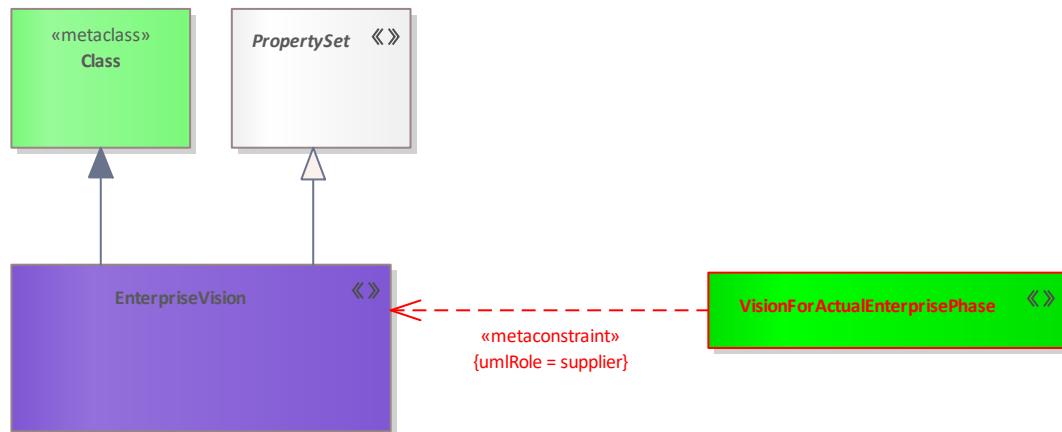 «metaclass»
Class
PropertySet «»
EnterpriseVision «»
VisionForActualEnterprisePhase «»
«metaconstraint»
{umlRole = supplier}